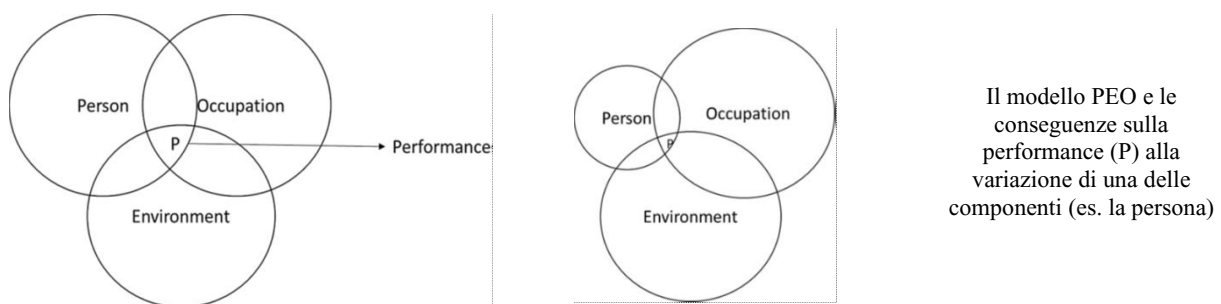 Person
Occupation
P
Performance
Environment
Person
Occupation
P
Environment
Il modello PEO e le
conseguenze sulla
performance (P) alla
variazione di una delle
componenti (es. la persona)